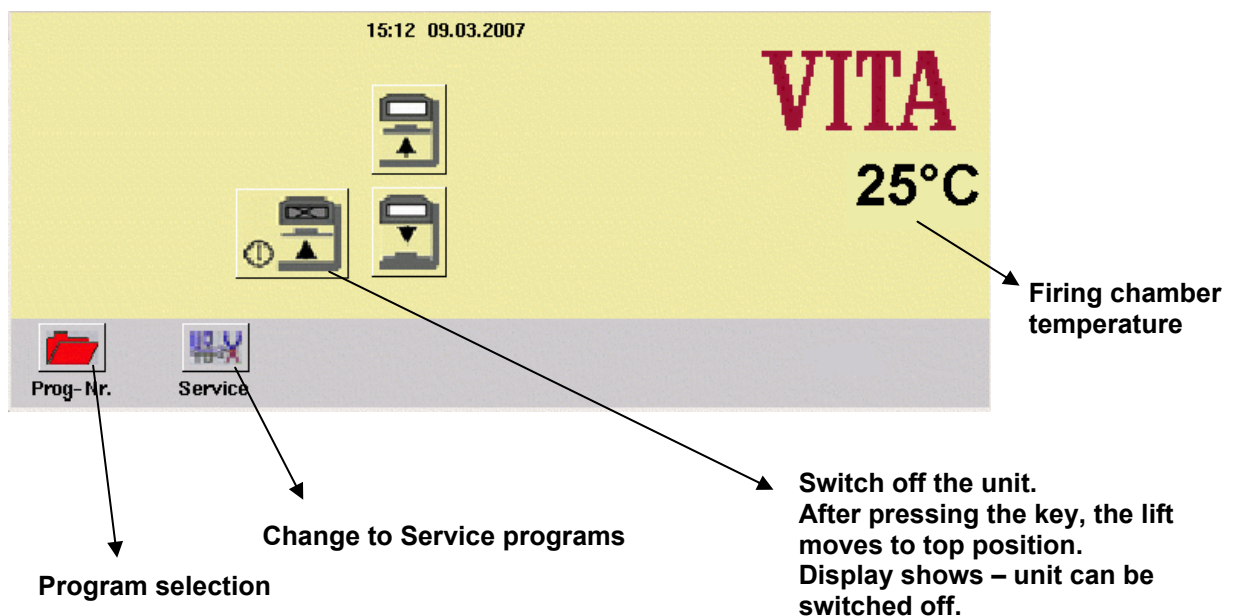 15:12 09.03.2007
VITA
25°C
Firing chamber
temperature
Prog-Nr.
Service
Switch off the unit.
After pressing the key, the lift
moves to top position.
Display shows – unit can be
switched off.
Change to Service programs
Program selection